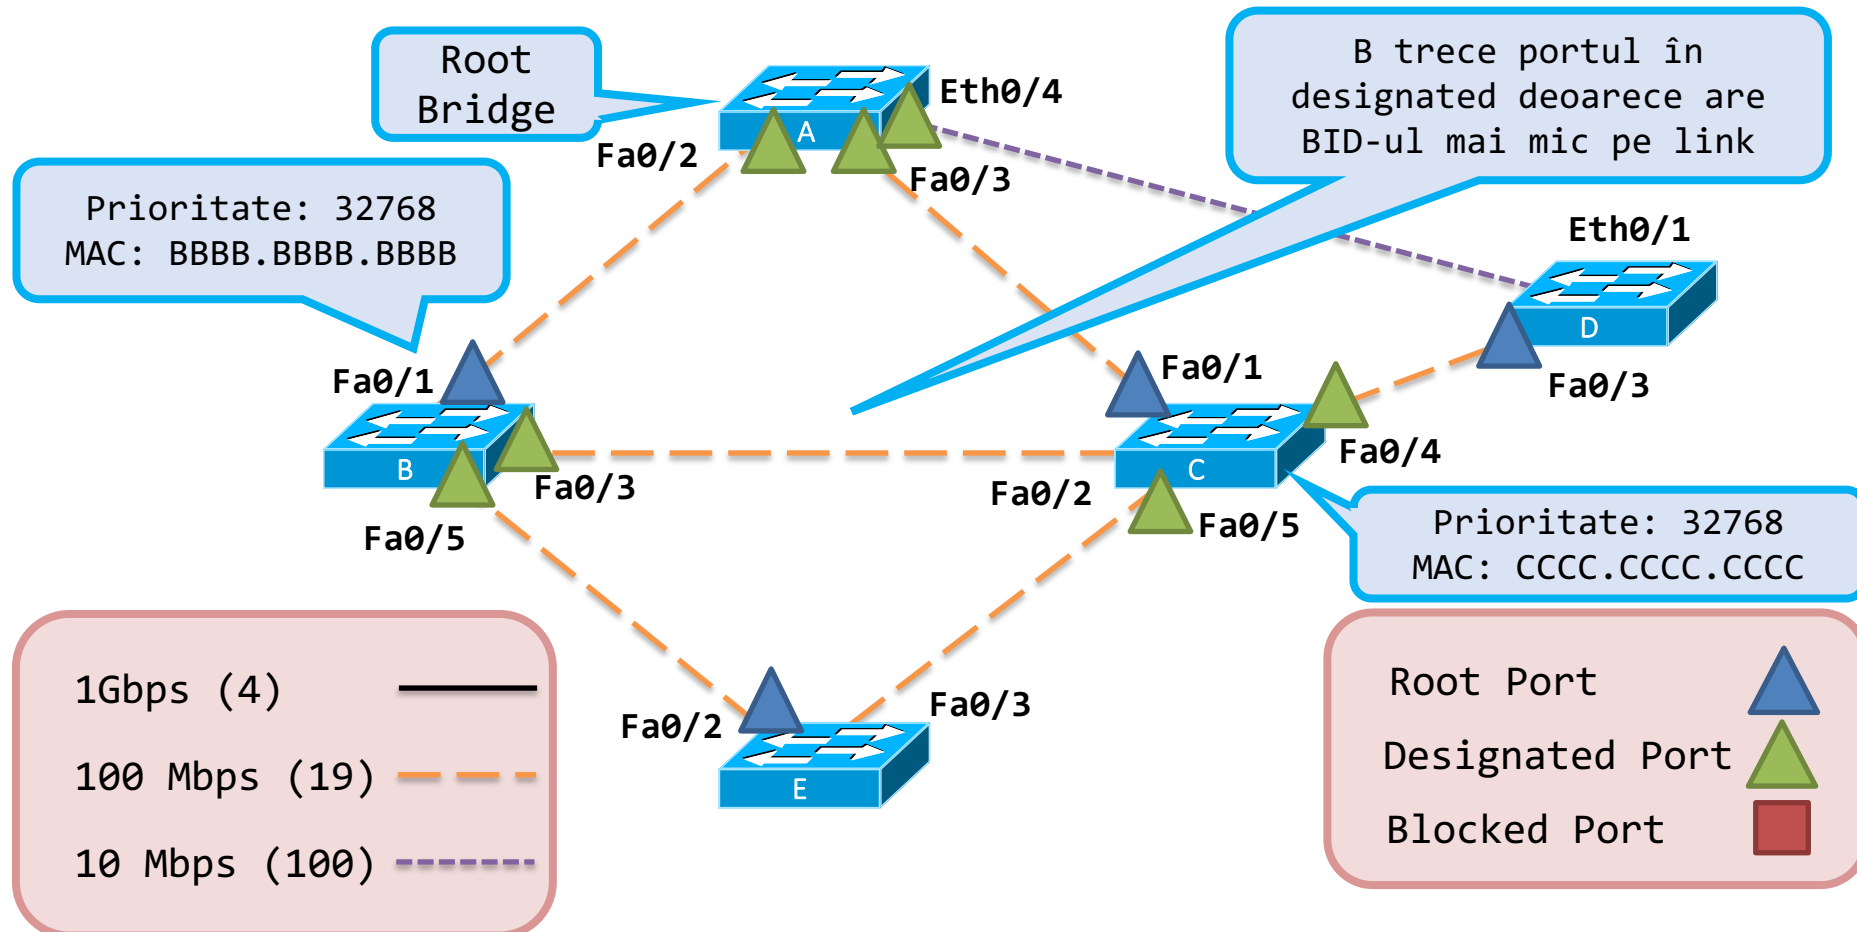 Root
Bridge
B trece portul în
designated deoarece are
BID-ul mai mic pe link
Eth0/4
A
Fa0/2
Fa0/3
Prioritate: 32768
MAC: BBBB.BBBB.BBBB
Eth0/1
D
Fa0/3
Fa0/1
Fa0/1
B
Fa0/3
Fa0/5
C
Fa0/2
Fa0/4
Fa0/5
Prioritate: 32768
MAC: CCCC.CCCC.CCCC
Fa0/2
Fa0/3
E
1Gbps (4)
100 Mbps (19)
10 Mbps (100)
Root Port
Designated Port
Blocked Port